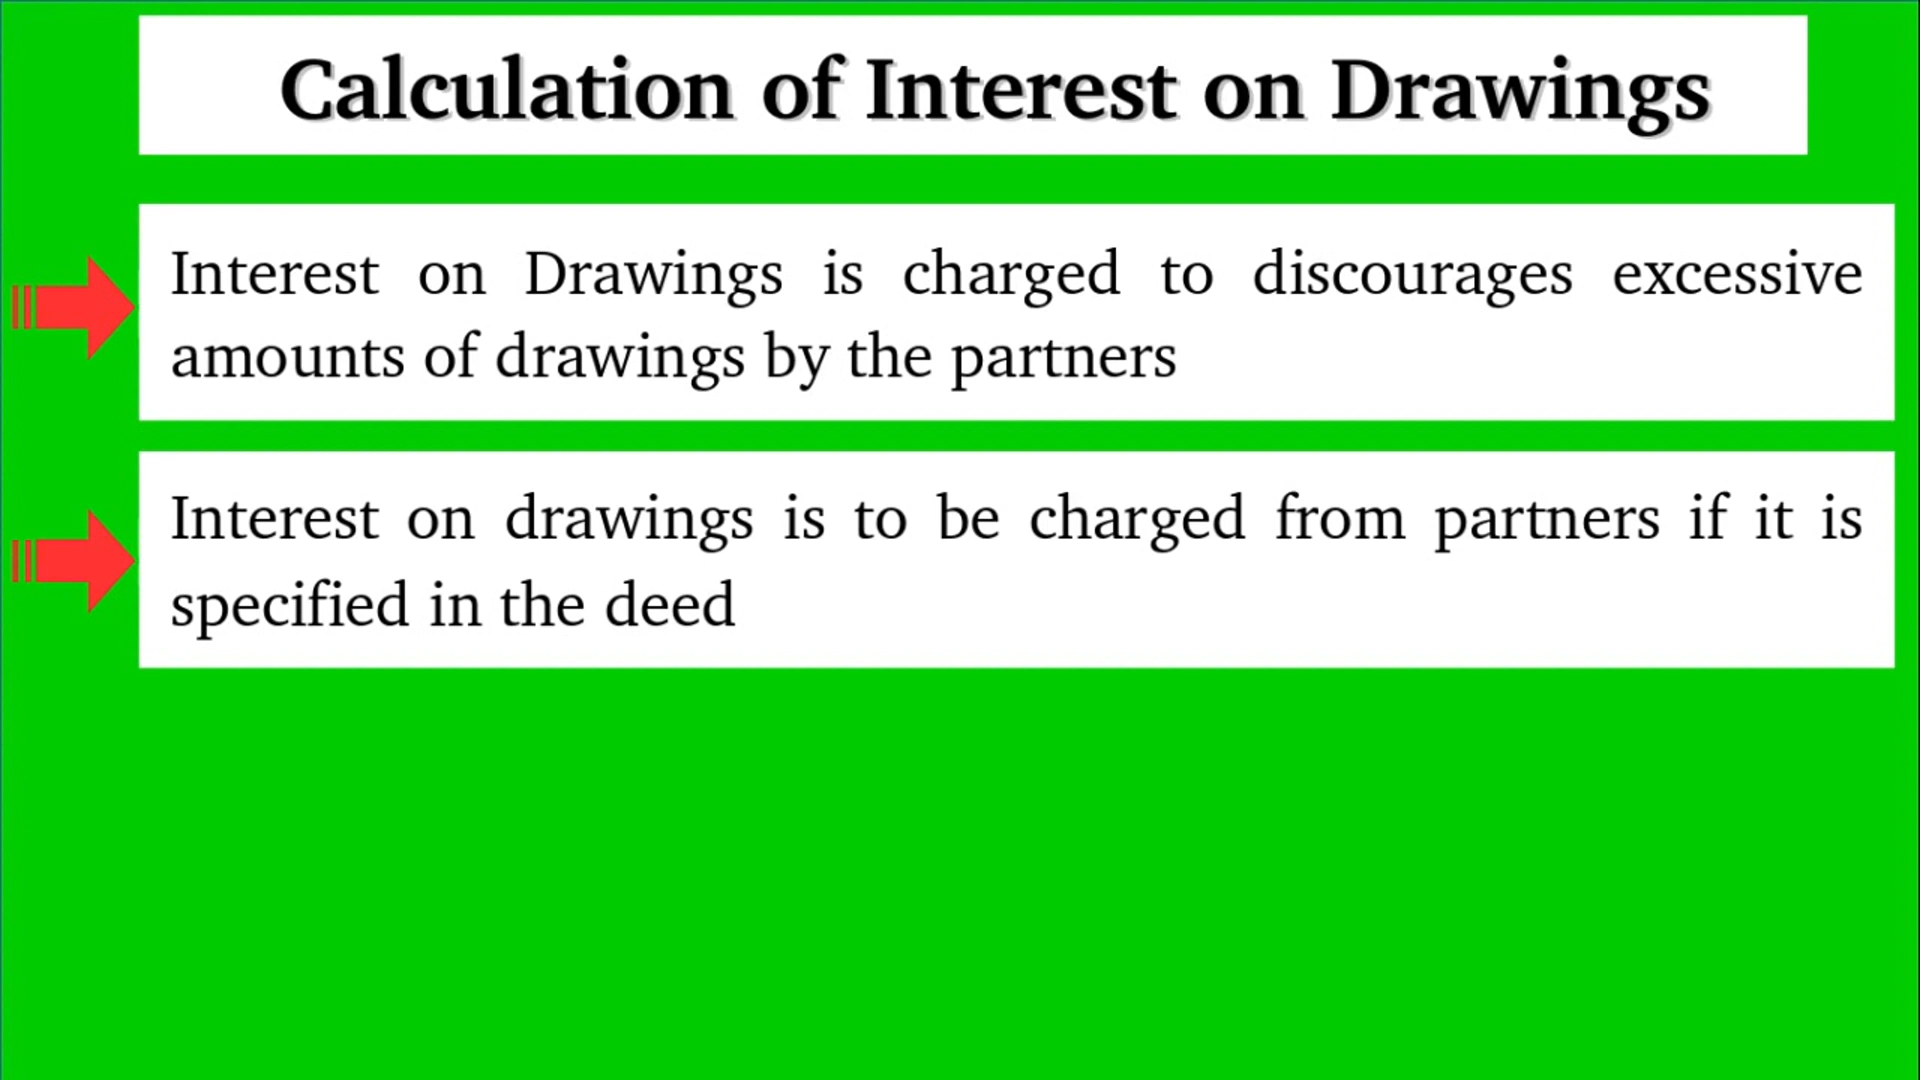 Calculation of Interest on Drawings
Interest on Drawings is charged to discourages excessive
amounts of drawings by the partners
Interest on drawings is to be charged from partners if it is
specified in the deed